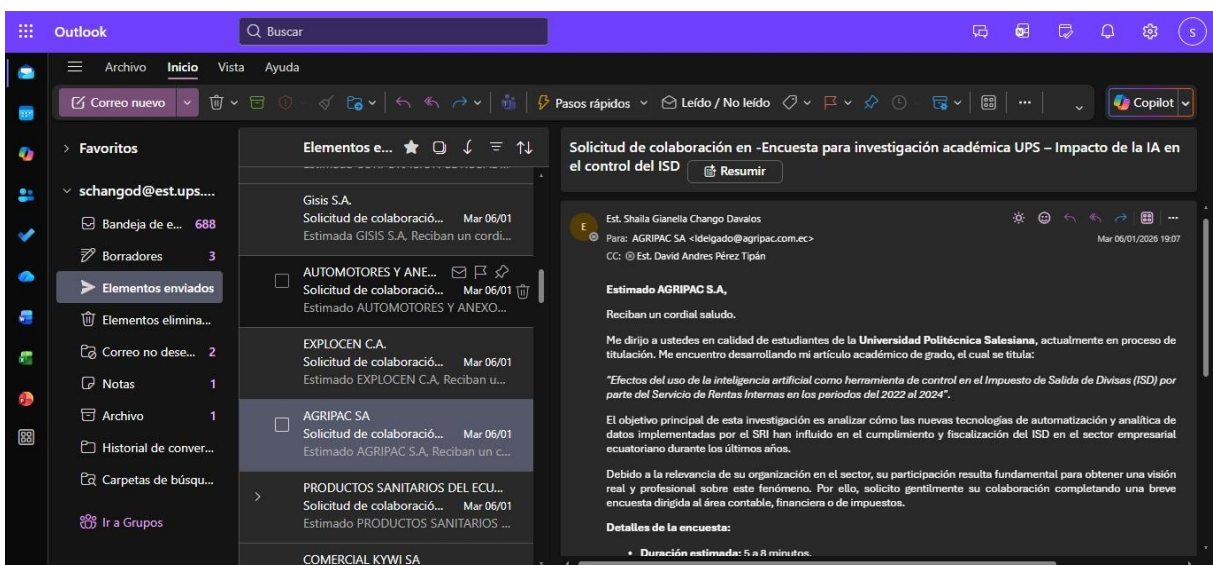 Outlook
Buscar
S
Archivo Inicio Vista Ayuda
Correo nuevo
Pasos rápidos
Leído / No leído
Copilot
Favoritos
schangod@est.ups....
Bandeja de e... 688
Borradores 3
Elementos enviados
Elementos elimina...
Correo no dese... 2
Notas 1
Archivo 1
Historial de conver...
Carpetas de búsqu...
Ir a Grupos
Elementos e...
Gisis S.A.
Solicitud de colaboració... Mar 06/01
Estimada GISIS S.A, Reciban un cordi...
AUTOMOTORES Y ANE...
Solicitud de colaboració... Mar 06/01
Estimado AUTOMOTORES Y ANEXO...
EXPLOCEN C.A.
Solicitud de colaboració... Mar 06/01
Estimado EXPLOCEN C.A, Reciban u...
AGRIPAC SA
Solicitud de colaboració... Mar 06/01
Estimado AGRIPAC S.A, Reciban un c...
PRODUCTOS SANITARIOS DEL ECU...
Solicitud de colaboració... Mar 06/01
Estimado PRODUCTOS SANITARIOS ...
COMERCIAL KYWI SA
Solicitud de colaboración en -Encuesta para investigación académica UPS – Impacto de la IA en
el control del ISD
Resumir
E
Est. Shaila Gianella Chango Davalos
Para: AGRIPAC SA <ldelgado@agripac.com.ec>
Mar 06/01/2026 19:07
CC: Est. David Andres Pérez Tipán
Estimado AGRIPAC S.A,
Reciban un cordial saludo.
Me dirijo a ustedes en calidad de estudiantes de la Universidad Politécnica Salesiana, actualmente en proceso de
titulación. Me encuentro desarrollando mi artículo académico de grado, el cual se titula:
"Efectos del uso de la inteligencia artificial como herramienta de control en el Impuesto de Salida de Divisas (ISD) por
parte del Servicio de Rentas Internas en los periodos del 2022 al 2024".
El objetivo principal de esta investigación es analizar cómo las nuevas tecnologías de automatización y analítica de
datos implementadas por el SRI han influido en el cumplimiento y fiscalización del ISD en el sector empresarial
ecuatoriano durante los últimos años.
Debido a la relevancia de su organización en el sector, su participación resulta fundamental para obtener una visión
real y profesional sobre este fenómeno. Por ello, solicito gentilmente su colaboración completando una breve
encuesta dirigida al área contable, financiera o de impuestos.
Detalles de la encuesta:
• Duración estimada: 5 a 8 minutos.